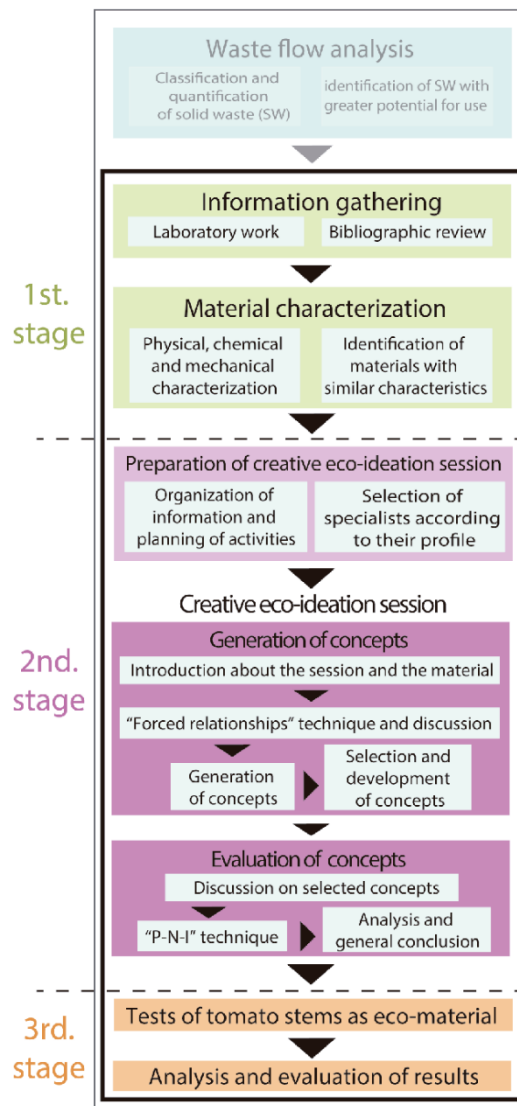 Waste flow analysis
Classification and
quantification
of solid waste (SW)
identification of SW with
greater potential for use
1st.
stage
Information gathering
Laboratory work
Bibliographic review
Material characterization
Physical, chemical
and mechanical
characterization
Identification of
materials with
similar characteristics
2nd.
stage
Preparation of creative eco-ideation session
Organization of
information and
planning of activities
Selection of
specialists according
to their profile
Creative eco-ideation session
Generation of concepts
Introduction about the session and the material
"Forced relationships" technique and discussion
Generation
of concepts
Selection and
development
of concepts
Evaluation of concepts
Discussion on selected concepts
"P-N-I" technique
Analysis and
general conclusion
3rd.
stage
Tests of tomato stems as eco-material
Analysis and evaluation of results